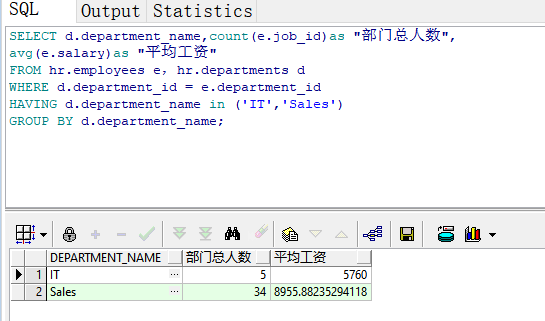 SQL Output Statistics
SELECT d.department_name,count(e.job_id)as "部门总人数",
avg(e.salary)as "平均工资"
FROM hr.employees e，hr.departments d
WHERE d.department_id = e.department_id
HAVING d.department_name in ('IT','Sales')
GROUP BY d.department_name;
DEPARTMENT_NAME 部门总人数 平均工资
1 IT ... 5 5760
2 Sales ... 34 8955.88235294118